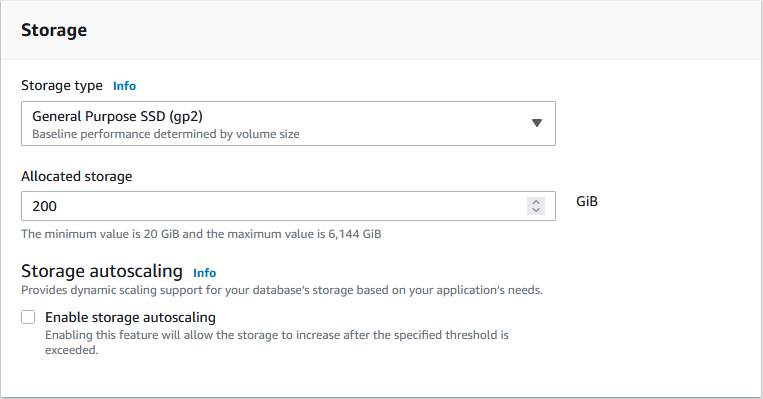 Storage
Storage type Info
General Purpose SSD (gp2)
Baseline performance determined by volume size
Allocated storage
200 GiB
The minimum value is 20 GiB and the maximum value is 6,144 GiB
Storage autoscaling Info
Provides dynamic scaling support for your database's storage based on your application's needs.
Enable storage autoscaling
Enabling this feature will allow the storage to increase after the specified threshold is
exceeded.